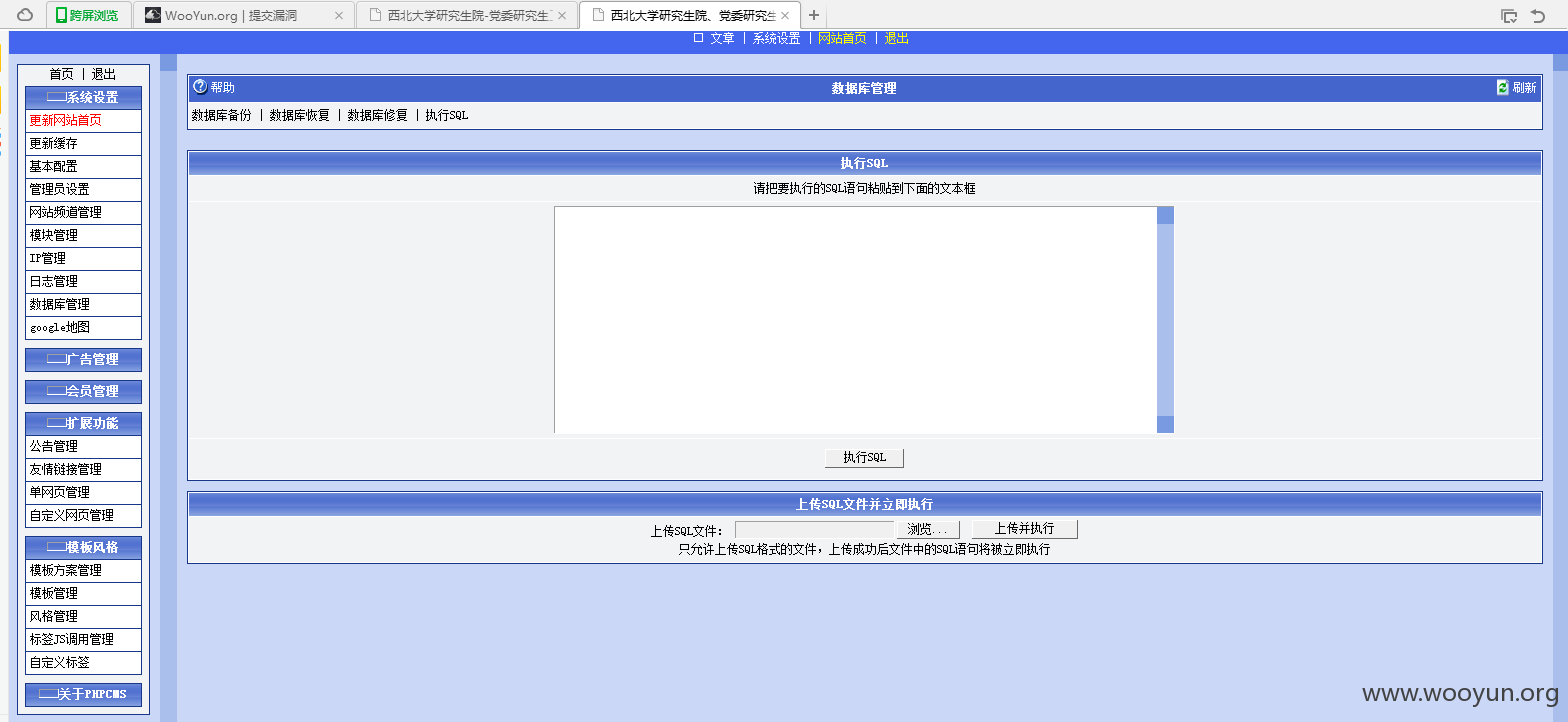 跨屏浏览
WooYun.org | 提交漏洞
西北大学研究生院-党委研究生
西北大学研究生院、党委研究生
文章 | 系统设置 | 网站首页 | 退出
首页 | 退出
系统设置
更新网站首页
更新缓存
基本配置
管理员设置
网站频道管理
模块管理
IP管理
日志管理
数据库管理
google地图
广告管理
会员管理
扩展功能
公告管理
友情链接管理
单网页管理
自定义网页管理
模板风格
模板方案管理
模板管理
风格管理
标签JS调用管理
自定义标签
关于PHPCMS
帮助
数据库管理
刷新
数据库备份 | 数据库恢复 | 数据库修复 | 执行SQL
执行SQL
请把要执行的SQL语句粘贴到下面的文本框
执行SQL
上传SQL文件并立即执行
上传SQL文件： 浏览... 上传并执行
只允许上传SQL格式的文件，上传成功后文件中的SQL语句将被立即执行
www.wooyun.org